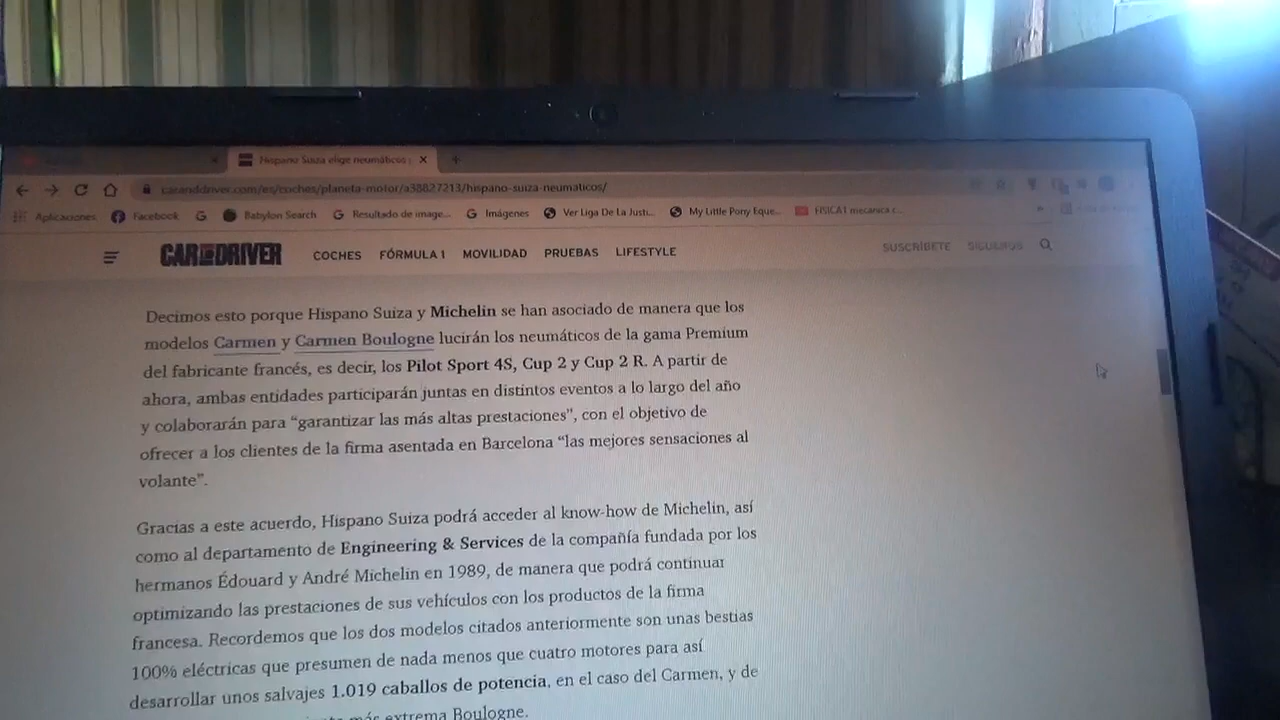 Hispano Suiza elige neumáticos
caranddriver.com/es/coches/planeta-motor/a38827213/hispano-suiza-neumaticos/
Aplicaciones Facebook Babylon Search Resultado de image... Imágenes Ver Liga De La Justi... My Little Pony Eque... FISICA1 mecanica c...
CAR AND DRIVER COCHES FÓRMULA 1 MOVILIDAD PRUEBAS LIFESTYLE SUSCRÍBETE SÍGUENOS
Decimos esto porque Hispano Suiza y Michelin se han asociado de manera que los
modelos Carmen y Carmen Boulogne lucirán los neumáticos de la gama Premium
del fabricante francés, es decir, los Pilot Sport 4S, Cup 2 y Cup 2 R. A partir de
ahora, ambas entidades participarán juntas en distintos eventos a lo largo del año
y colaborarán para “garantizar las más altas prestaciones”, con el objetivo de
ofrecer a los clientes de la firma asentada en Barcelona “las mejores sensaciones al
volante”.
Gracias a este acuerdo, Hispano Suiza podrá acceder al know-how de Michelin, así
como al departamento de Engineering & Services de la compañía fundada por los
hermanos Édouard y André Michelin en 1989, de manera que podrá continuar
optimizando las prestaciones de sus vehículos con los productos de la firma
francesa. Recordemos que los dos modelos citados anteriormente son unas bestias
100% eléctricas que presumen de nada menos que cuatro motores para así
desarrollar unos salvajes 1.019 caballos de potencia, en el caso del Carmen, y de
más extrema Boulogne.